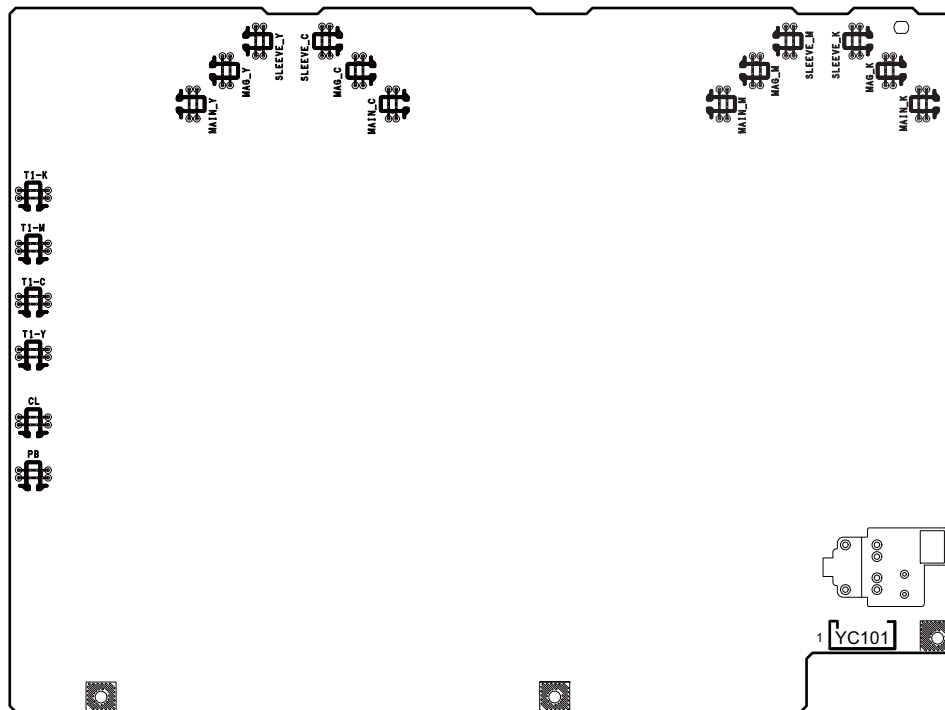 SLEEVE_Y
SLEEVE_C
SLEEVE_M
SLEEVE_K
MAG_Y
MAG_C
MAG_M
MAG_K
MAIN_Y
MAIN_C
MAIN_M
MAIN_K
T1-K
T1-M
T1-C
T1-Y
CL
PB
1 YC101